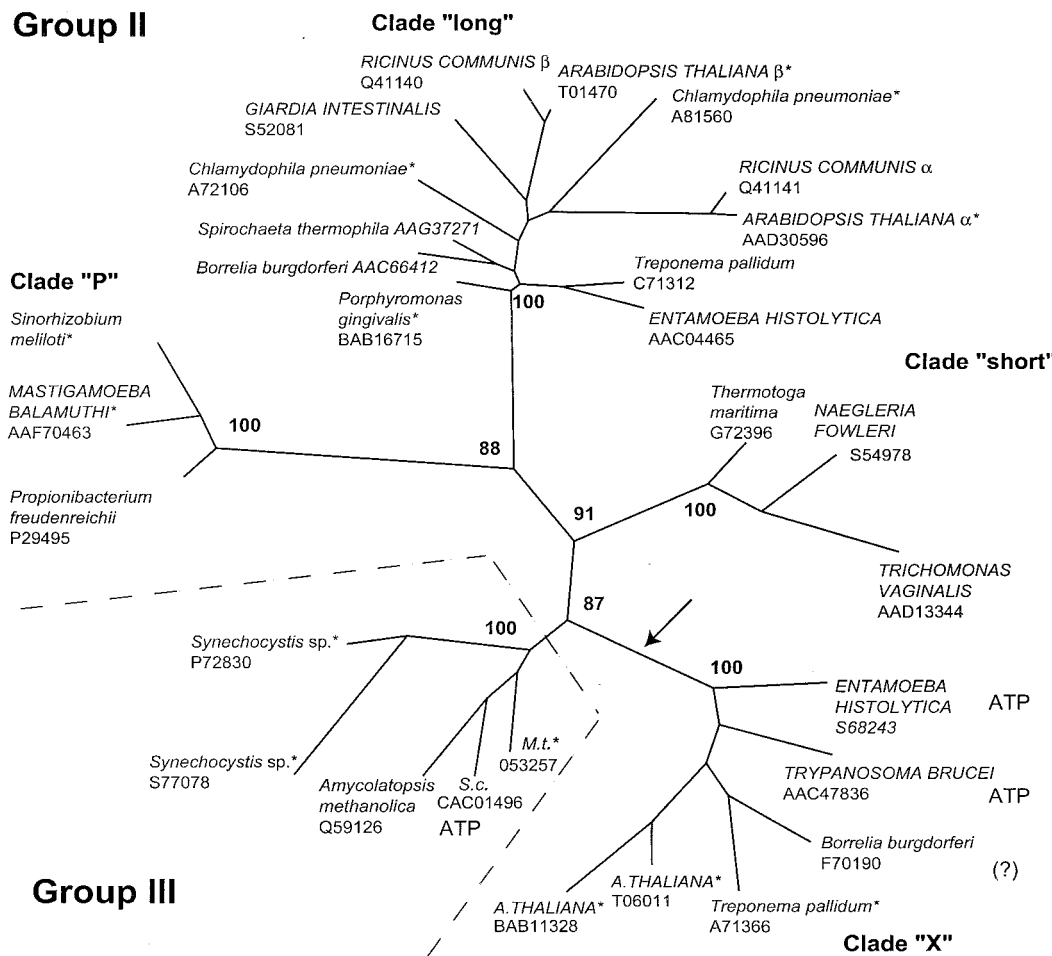 Group II
Clade "long"
RICINUS COMMUNIS β
Q41140
ARABIDOPSIS THALIANA β*
T01470
Chlamydophila pneumoniae*
A81560
GIARDIA INTESTINALIS
S52081
Chlamydophila pneumoniae*
A72106
RICINUS COMMUNIS α
Q41141
ARABIDOPSIS THALIANA α*
AAD30596
Spirochaeta thermophila AAG37271
Borrelia burgdorferi AAC66412
Treponema pallidum
C71312
Porphyromonas
gingivalis*
BAB16715
100
ENTAMOEBA HISTOLYTICA
AAC04465
Clade "P"
Sinorhizobium
meliloti*
MASTIGAMOEBA
BALAMUTHI*
AAF70463
100
Propionibacterium
freudenreichii
P29495
88
Clade "short"
Thermotoga
maritima
G72396
NAEGLERIA
FOWLERI
S54978
91
100
TRICHOMONAS
VAGINALIS
AAD13344
87
100
Synechocystis sp.*
P72830
Synechocystis sp.*
S77078
Amycolatopsis
methanolica
Q59126
S.c.
CAC01496
ATP
M.t.*
053257
100
ENTAMOEBA
HISTOLYTICA
S68243
ATP
TRYPANOSOMA BRUCEI
AAC47836
ATP
Borrelia burgdorferi
F70190
(?)
A.THALIANA*
T06011
A.THALIANA*
BAB11328
Treponema pallidum*
A71366
Clade "X"
Group III